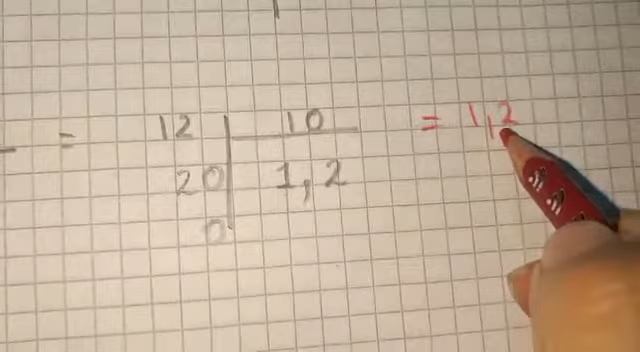 = 12 | 10 = 1,2
20 | 1,2
0